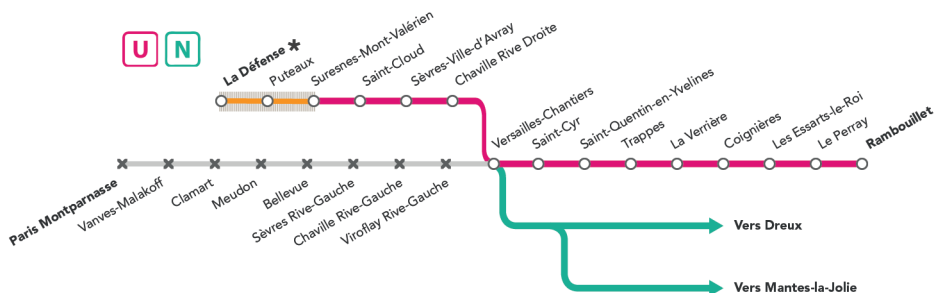 U N
La Défense *
Puteaux
Suresnes-Mont-Valérien
Saint-Cloud
Sèvres-Ville-d'Avray
Chaville Rive Droite
Versailles-Chantiers
Saint-Cyr
Saint-Quentin-en-Yvelines
Trappes
La Verrière
Coignières
Les Essarts-le-Roi
Le Perray
Rambouillet
Paris Montparnasse
Vanves-Malakoff
Clamart
Meudon
Bellevue
Sèvres Rive-Gauche
Chaville Rive-Gauche
Viroflay Rive-Gauche
Vers Dreux
Vers Mantes-la-Jolie